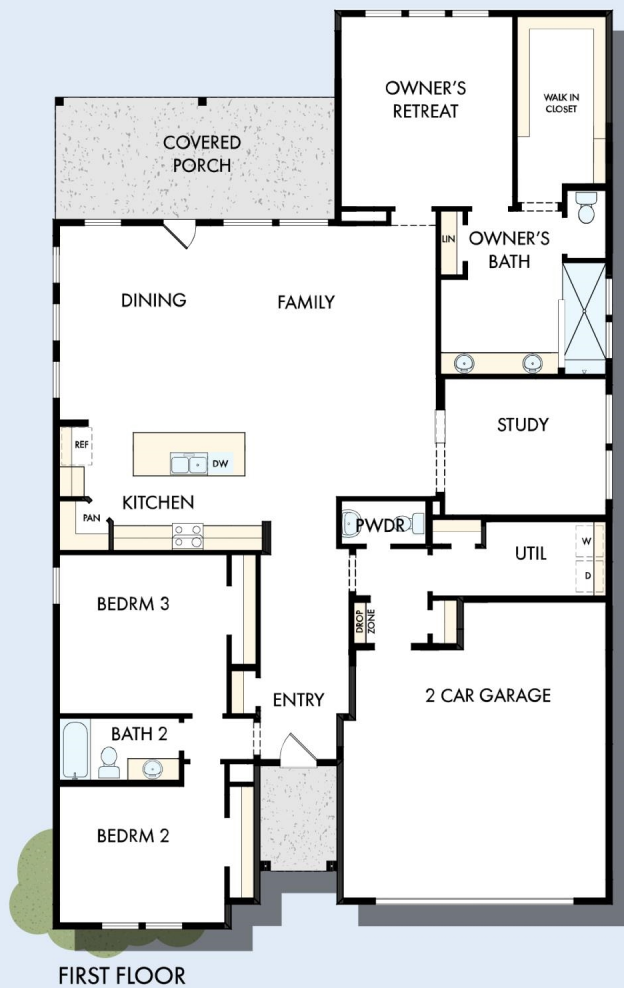 OWNER'S
RETREAT
WALK IN
CLOSET
COVERED
PORCH
LIN
OWNER'S
BATH
DINING
FAMILY
STUDY
REF
DW
KITCHEN
PAN
PWDR
UTIL
W
D
BEDRM 3
DROP
ZONE
ENTRY
2 CAR GARAGE
BATH 2
BEDRM 2
FIRST FLOOR